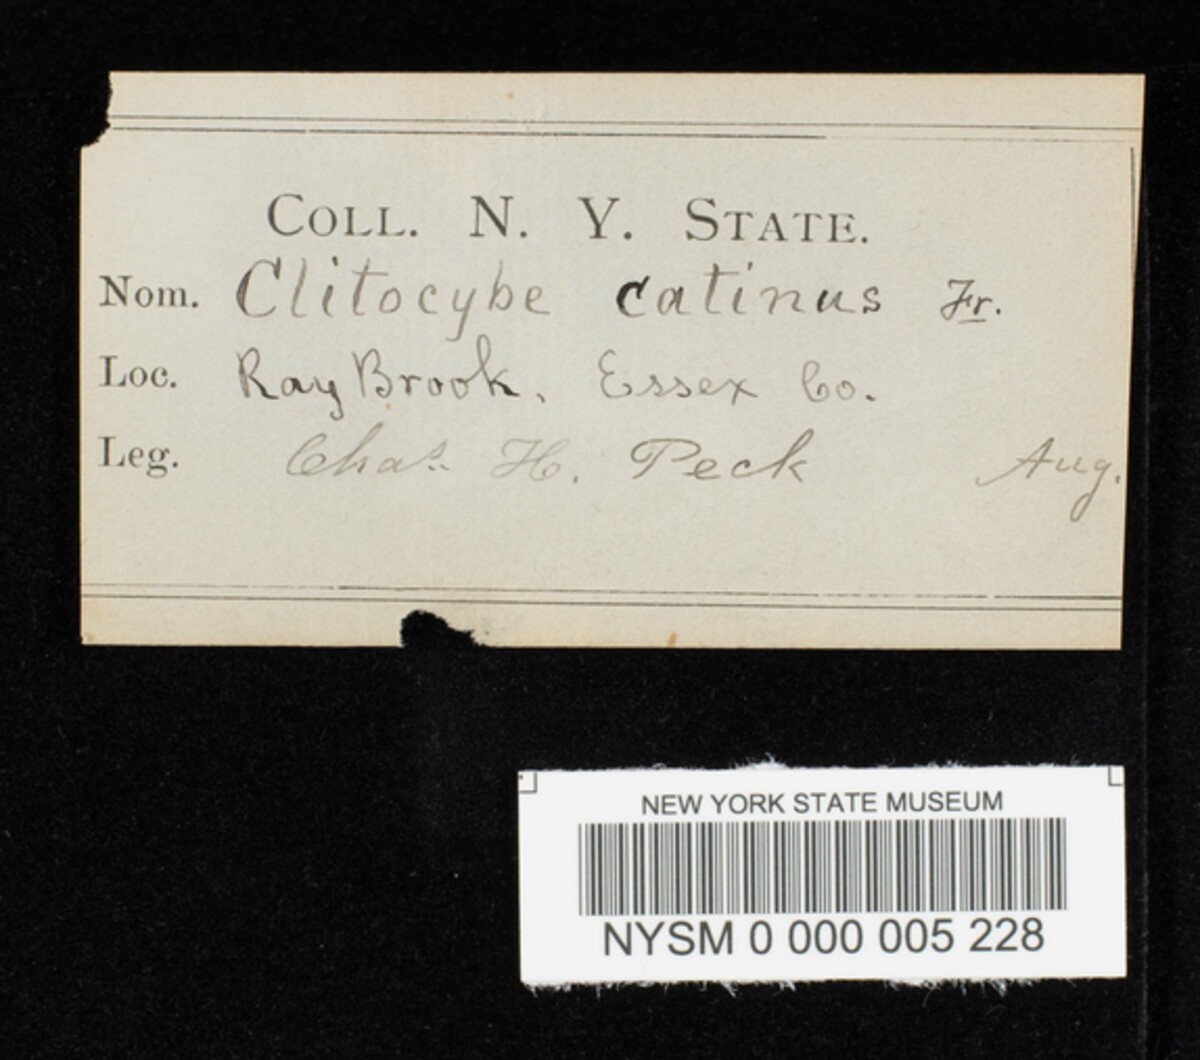 COLL. N. Y. STATE.
Nom. Clitocybe catinus Fr.
Loc. Ray Brook, Essex Co.
Leg. Chas. H. Peck Aug.
NEW YORK STATE MUSEUM
NYSM 0 000 005 228